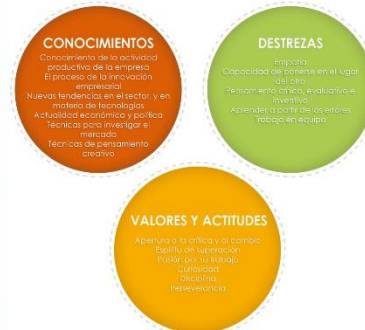 CONOCIMIENTOS
Conocimiento de la actividad
productiva de la empresa
El proceso de la innovación
empresarial
Nuevas tendencias en el sector, y en
materia de tecnologías
Actualidad económica y política
Técnicas para investigar el
mercado
Técnicas de pensamiento
creativo
DESTREZAS
Empatía
Capacidad de ponerse en el lugar
del otro
Pensamiento crítico, evaluativo e
inventivo
Aprender a partir de los errores
Trabajo en equipo
VALORES Y ACTITUDES
Apertura a la crítica y al cambio
Espíritu de superación
Pasión por su trabajo
Curiosidad
Disciplina
Perseverancia